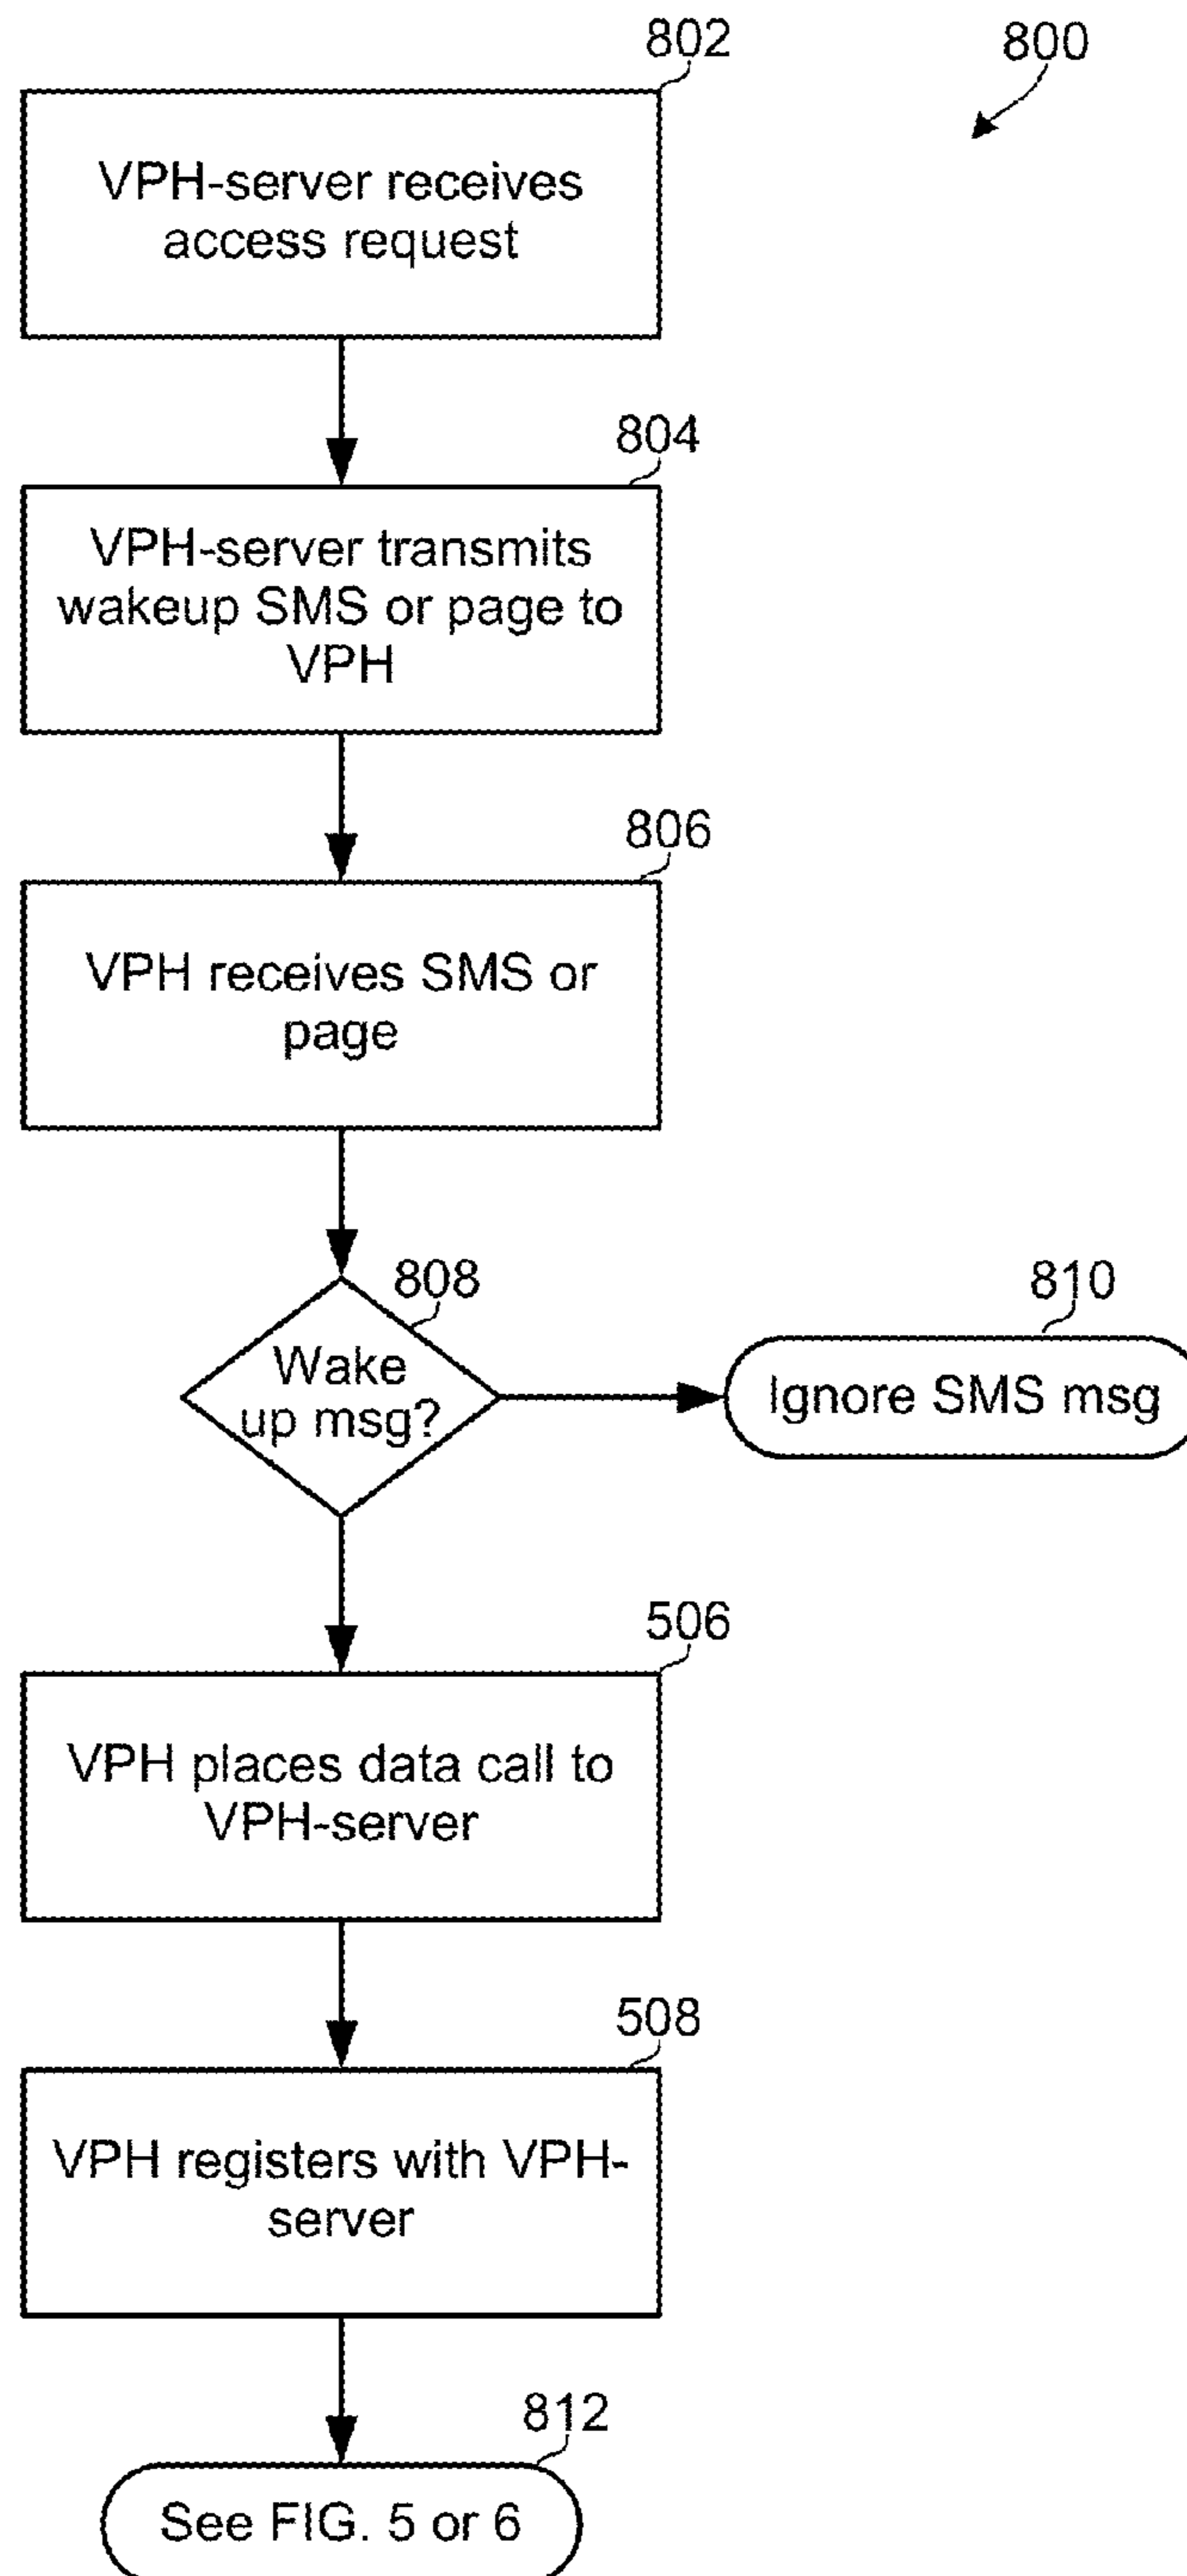 802
800
VPH-server receives
access request
804
VPH-server transmits
wakeup SMS or page to
VPH
806
VPH receives SMS or
page
808
Wake
up msg?
810
Ignore SMS msg
506
VPH places data call to
VPH-server
508
VPH registers with VPH-
server
812
See FIG. 5 or 6